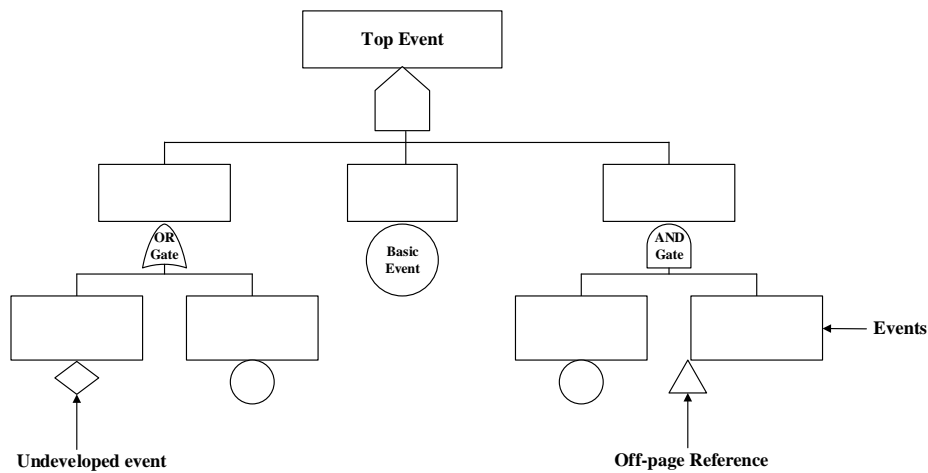 Top Event
OR
Gate
Basic
Event
AND
Gate
Events
Undeveloped event
Off-page Reference